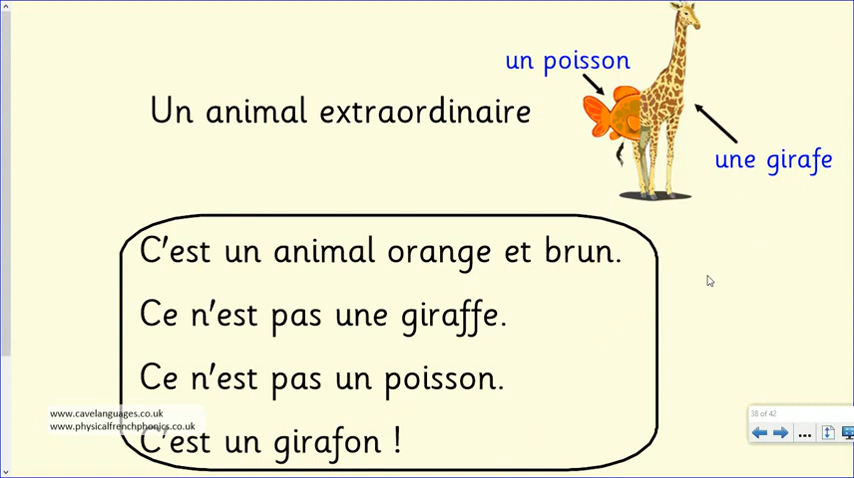 un poisson
Un animal extraordinaire
une girafe
C'est un animal orange et brun.
Ce n'est pas une giraffe.
Ce n'est pas un poisson.
www.cavelanguages.co.uk
www.physicalfrenchphonics.co.uk
C'est un girafon !
38 of 42